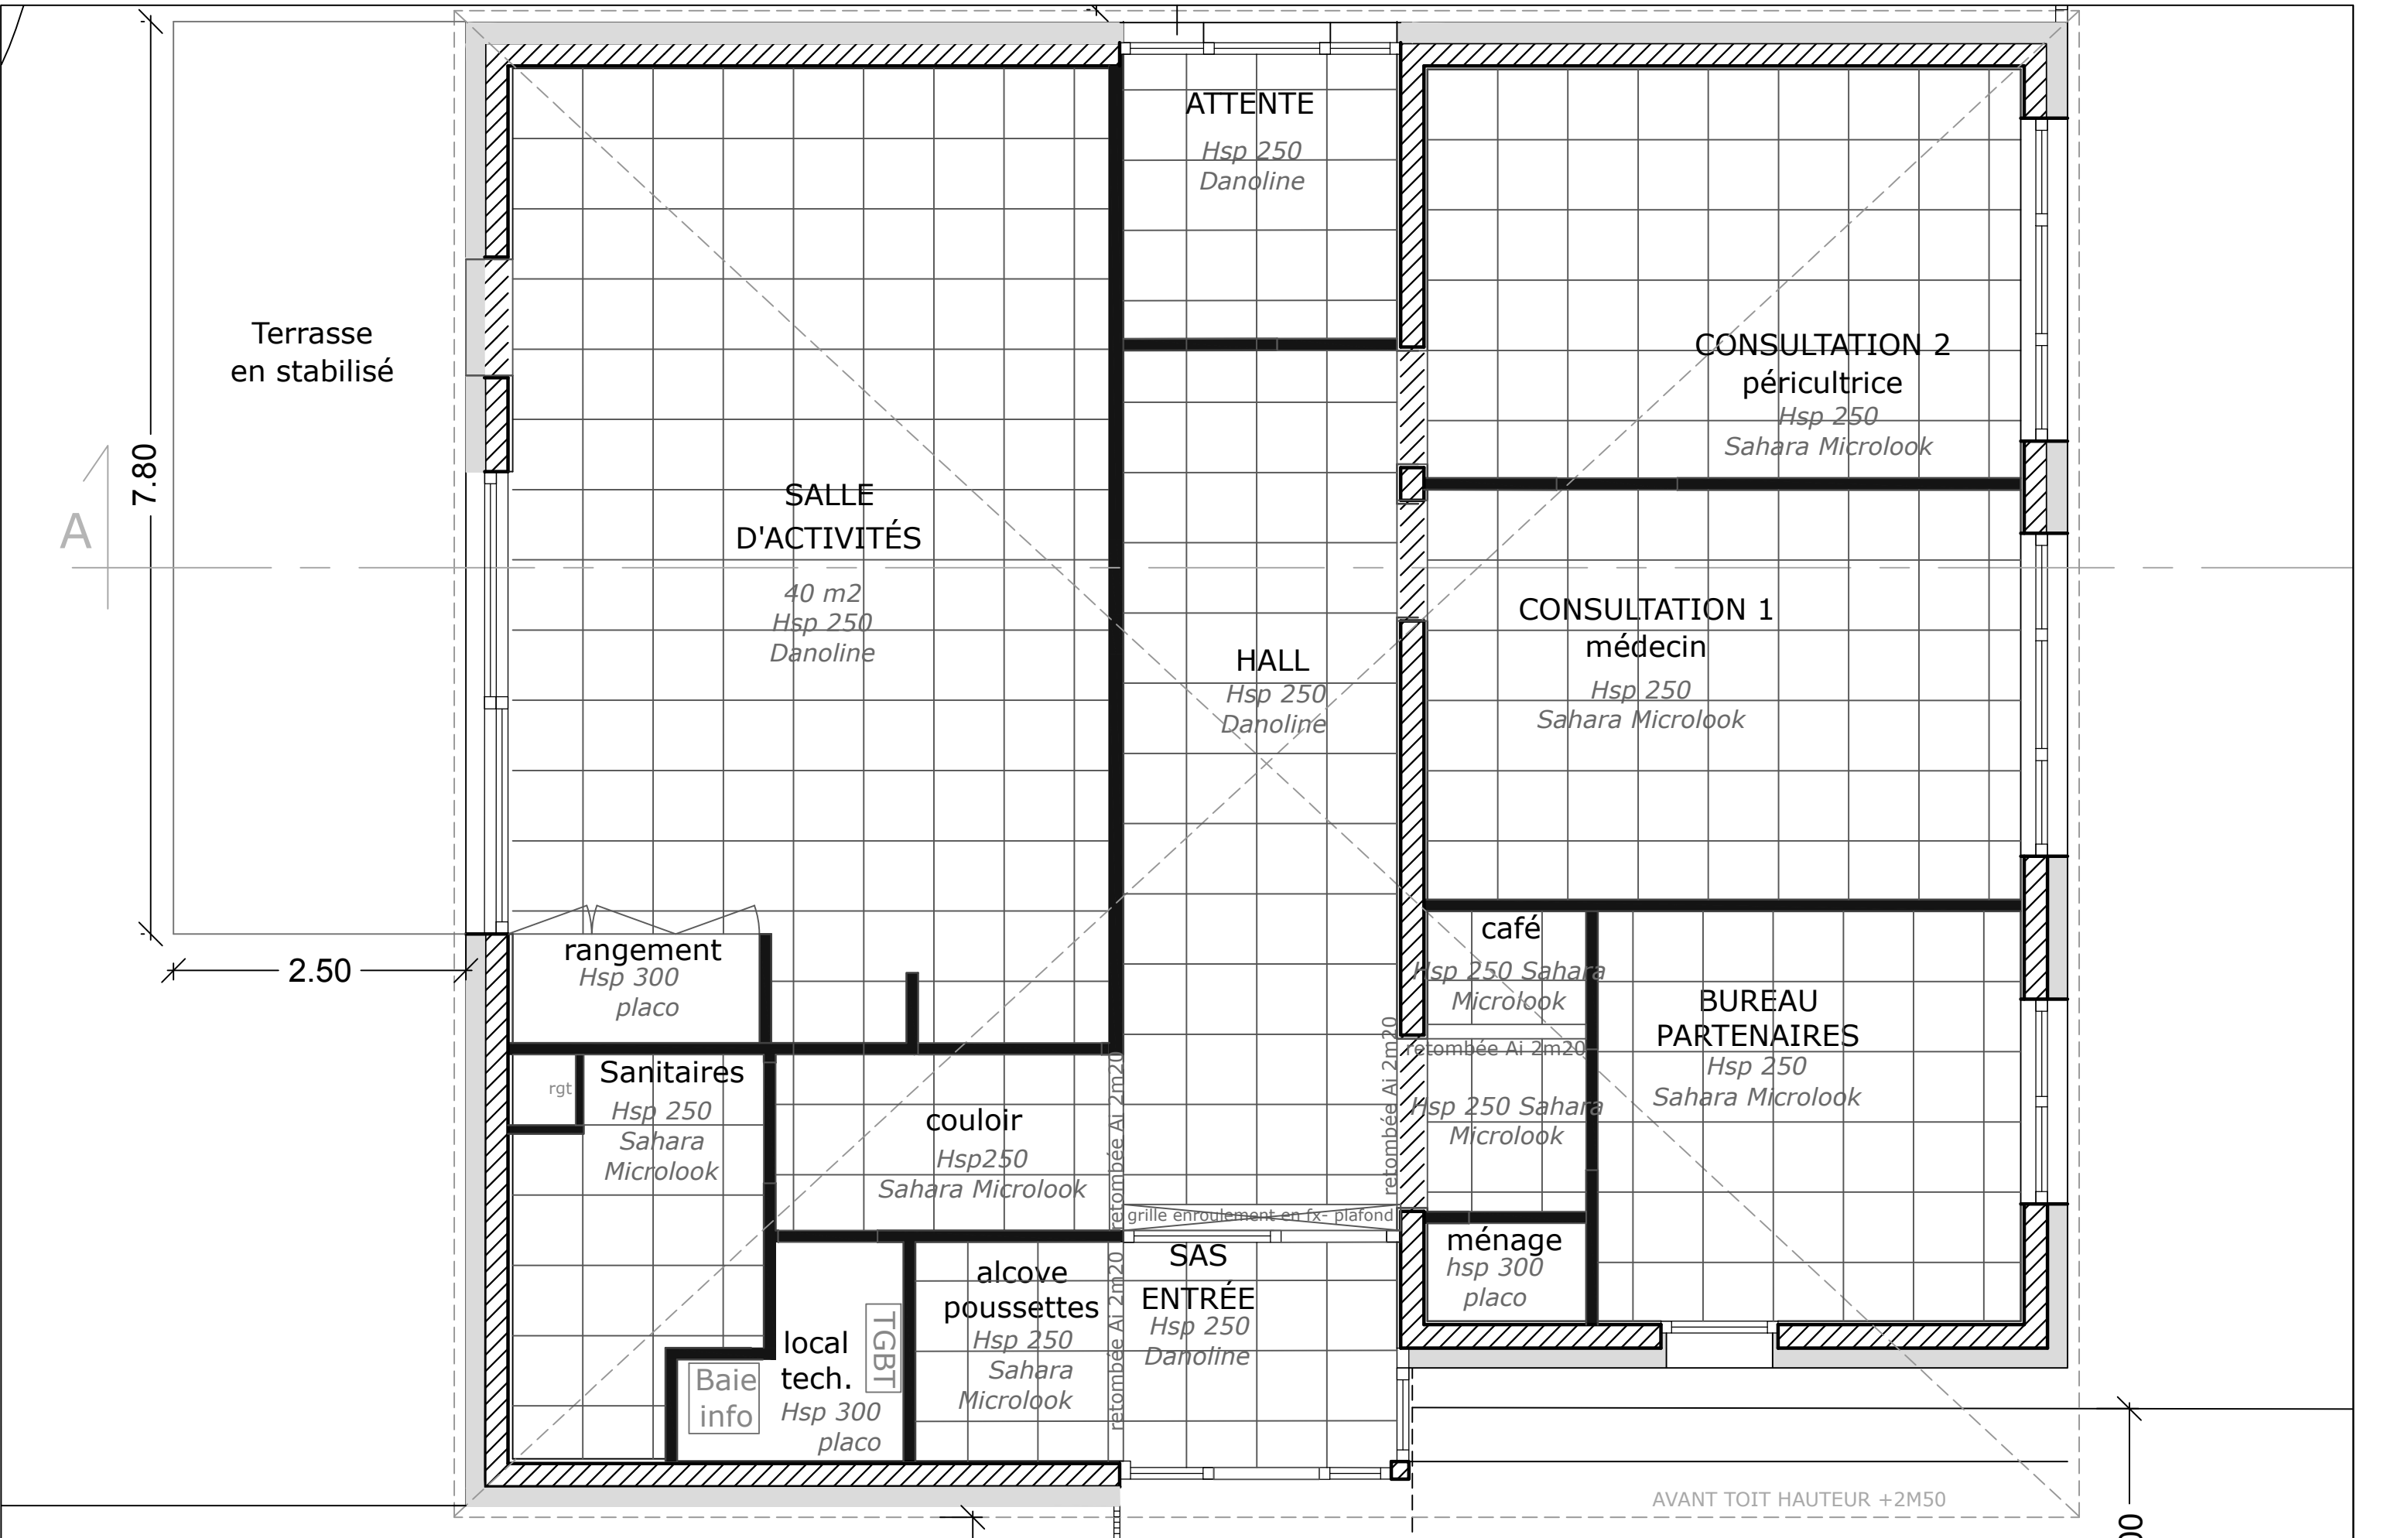 ATTENTE
Hsp 250
Danoline
Terrasse
en stabilisé
7.80
A
2.50
SALLE
D'ACTIVITÉS
40 m2
Hsp 250
Danoline
CONSULTATION 2
péricultrice
Hsp 250
Sahara Microlook
CONSULTATION 1
médecin
Hsp 250
Sahara Microlook
HALL
Hsp 250
Danoline
rangement
Hsp 300
placo
café
Hsp 250 Sahara
Microlook
retombée Ai 2m20
Hsp 250 Sahara
Microlook
BUREAU
PARTENAIRES
Hsp 250
Sahara Microlook
rgt
Sanitaires
Hsp 250
Sahara
Microlook
couloir
Hsp250
Sahara Microlook
retombée Ai 2m20
retombée Ai 2m20
grille enroulement en fx- plafond
ménage
hsp 300
placo
SAS
ENTRÉE
Hsp 250
Danoline
alcove
poussettes
Hsp 250
Sahara
Microlook
retombée Ai 2m20
local
tech.
Hsp 300
placo
TGBT
Baie
info
AVANT TOIT HAUTEUR +2M50
00